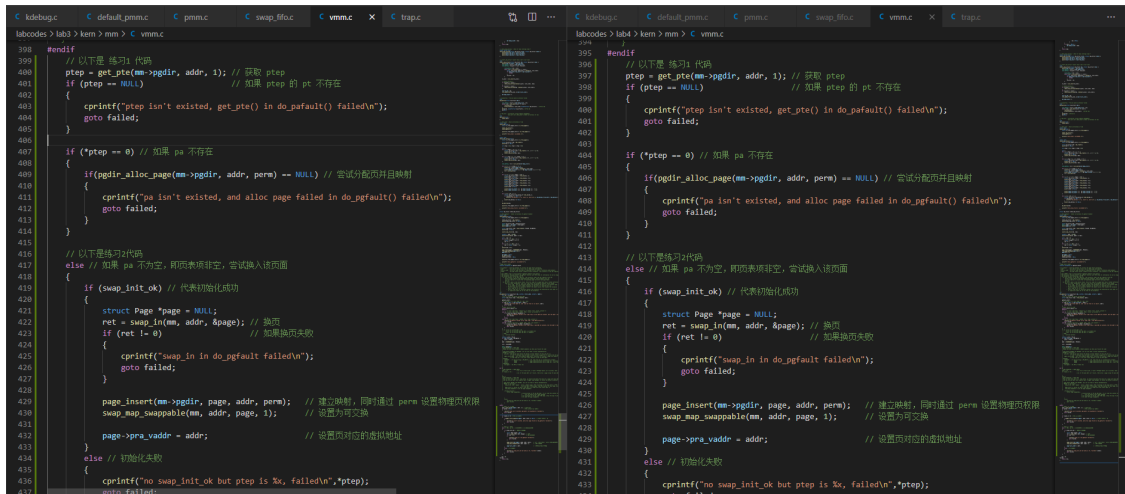 kdebug.c default_pmm.c pmm.c swap_fifo.c vmm.c trap.c
labcodes > lab3 > kern > mm > vmm.c
398 #endif
399 // 以下是 练习1 代码
400 ptep = get_pte(mm->pgdir, addr, 1); // 获取 ptep
401 if (ptep == NULL) // 如果 ptep 的 pt 不存在
402 {
403 cprintf("ptep isn't existed, get_pte() in do_pafault() failed\n");
404 goto failed;
405 }
406
407 if (*ptep == 0) // 如果 pa 不存在
408 {
409 if(pgdir_alloc_page(mm->pgdir, addr, perm) == NULL) // 尝试分配页并且映射
410 {
411 cprintf("pa isn't existed, and alloc page failed in do_pgfault() failed\n");
412 goto failed;
413 }
414 }
415
416 // 以下是练习2代码
417 else // 如果 pa 不为空，即页表项非空，尝试换入该页面
418 {
419 if (swap_init_ok) // 代表初始化成功
420 {
421 struct Page *page = NULL;
422 ret = swap_in(mm, addr, &page); // 换页
423 if (ret != 0) // 如果换页失败
424 {
425 cprintf("swap_in in do_pgfault failed\n");
426 goto failed;
427 }
428
429 page_insert(mm->pgdir, page, addr, perm); // 建立映射，同时通过 perm 设置物理页权限
430 swap_map_swappable(mm, addr, page, 1); // 设置为可交换
431
432 page->pra_vaddr = addr; // 设置页对应的虚拟地址
433 }
434 else // 初始化失败
435 {
436 cprintf("no swap_init_ok but ptep is %x, failed\n",*ptep);
437 goto failed;
kdebug.c default_pmm.c pmm.c swap_fifo.c vmm.c trap.c
labcodes > lab4 > kern > mm > vmm.c
394 }
395 #endif
396 // 以下是 练习1 代码
397 ptep = get_pte(mm->pgdir, addr, 1); // 获取 ptep
398 if (ptep == NULL) // 如果 ptep 的 pt 不存在
399 {
400 cprintf("ptep isn't existed, get_pte() in do_pafault() failed\n");
401 goto failed;
402 }
403
404 if (*ptep == 0) // 如果 pa 不存在
405 {
406 if(pgdir_alloc_page(mm->pgdir, addr, perm) == NULL) // 尝试分配页并且映射
407 {
408 cprintf("pa isn't existed, and alloc page failed in do_pgfault() failed\n");
409 goto failed;
410 }
411 }
412
413 // 以下是练习2代码
414 else // 如果 pa 不为空，即页表项非空，尝试换入该页面
415 {
416 if (swap_init_ok) // 代表初始化成功
417 {
418 struct Page *page = NULL;
419 ret = swap_in(mm, addr, &page); // 换页
420 if (ret != 0) // 如果换页失败
421 {
422 cprintf("swap_in in do_pgfault failed\n");
423 goto failed;
424 }
425
426 page_insert(mm->pgdir, page, addr, perm); // 建立映射，同时通过 perm 设置物理页权限
427 swap_map_swappable(mm, addr, page, 1); // 设置为可交换
428
429 page->pra_vaddr = addr; // 设置页对应的虚拟地址
430 }
431 else // 初始化失败
432 {
433 cprintf("no swap_init_ok but ptep is %x, failed\n",*ptep);